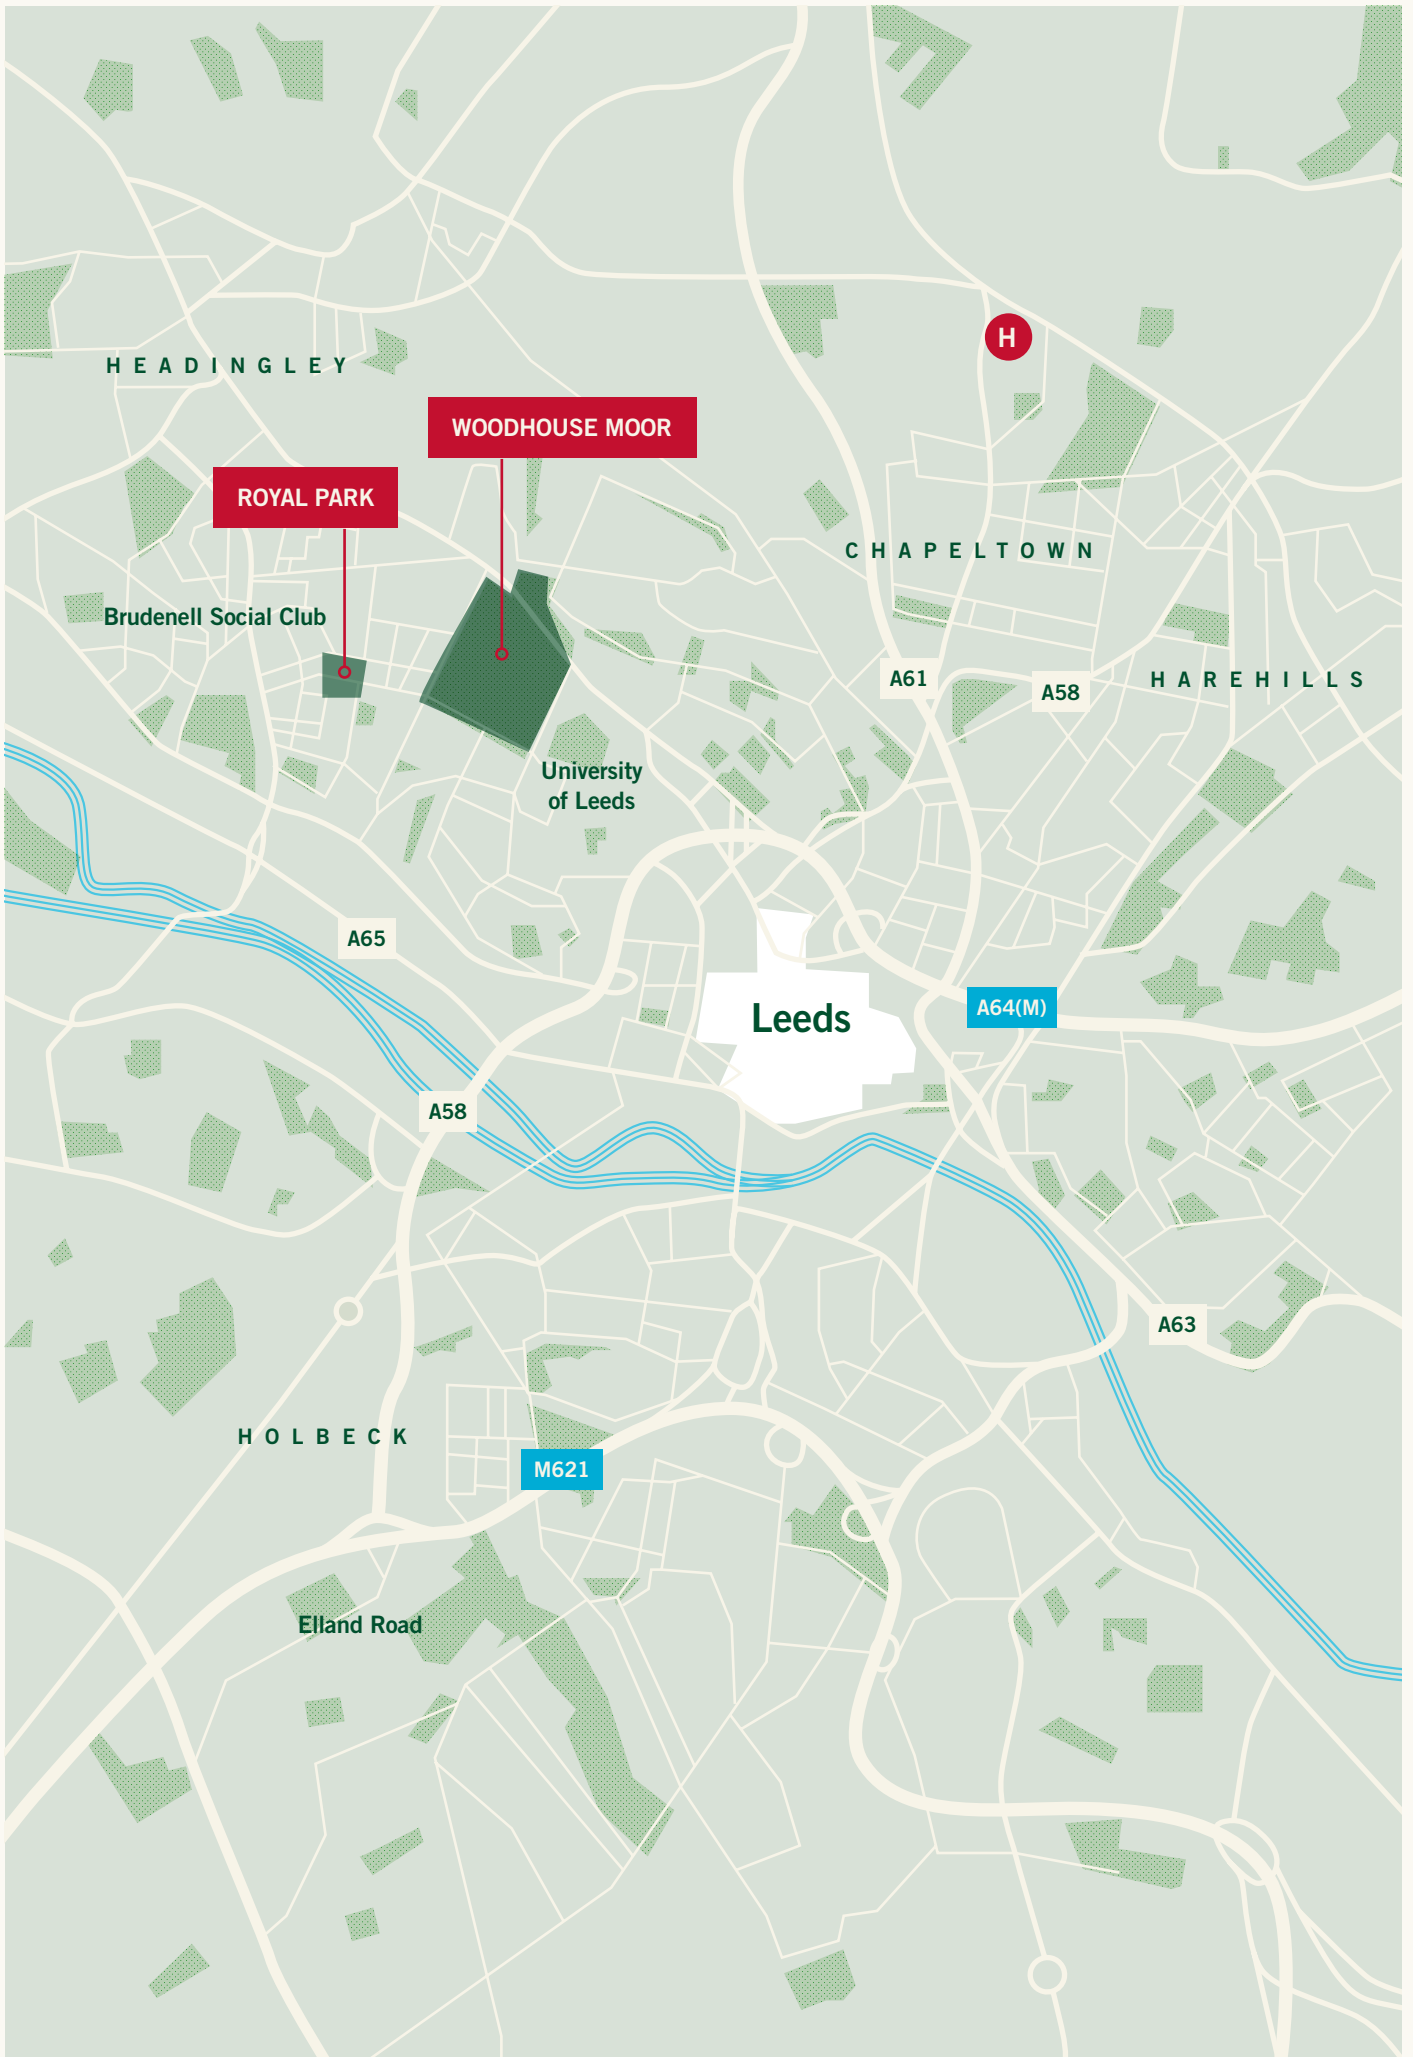 H
HEADINGLEY
WOODHOUSE MOOR
ROYAL PARK
CHAPELTOWN
Brudenell Social Club
A61
A58
HAREHILLS
University
of Leeds
A65
Leeds
A64(M)
A58
A63
HOLBECK
M621
Elland Road